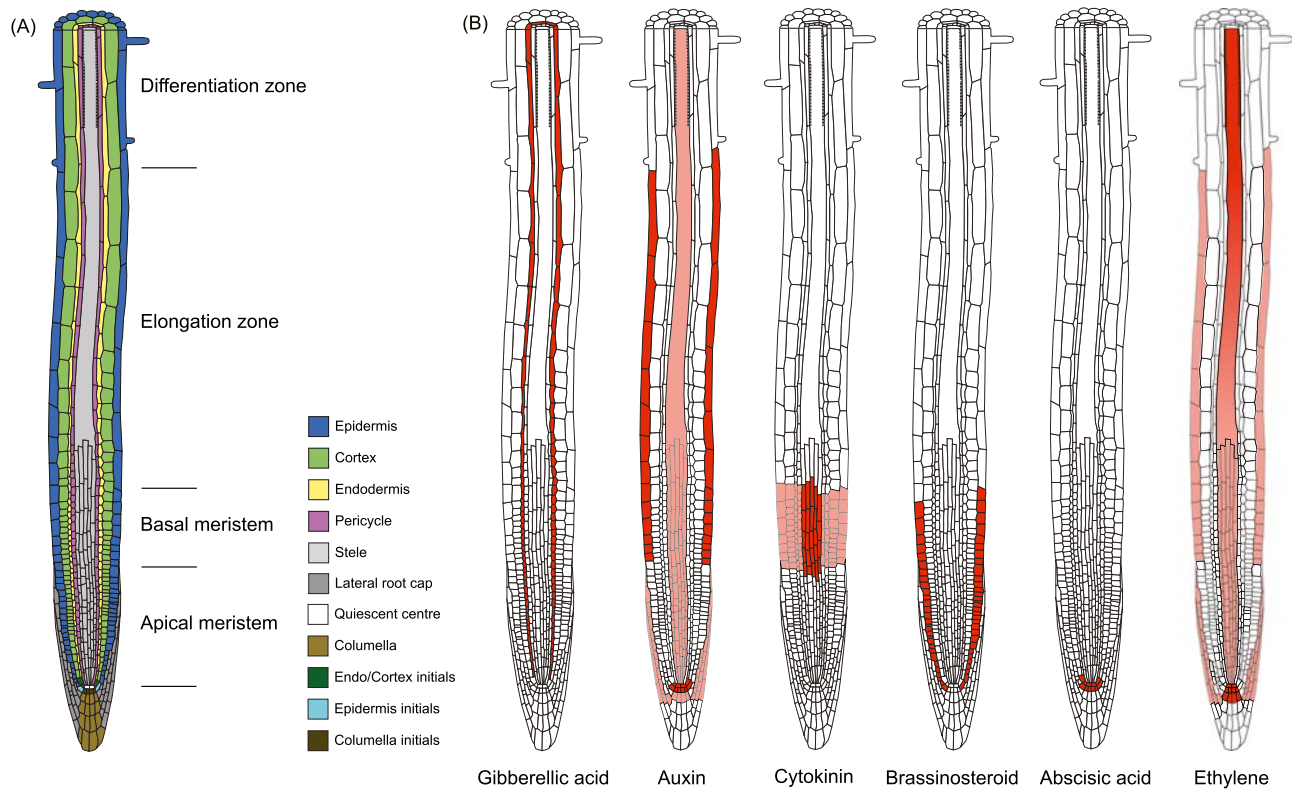 (A)
Differentiation zone
Elongation zone
Basal meristem
Apical meristem
Epidermis
Cortex
Endodermis
Pericycle
Stele
Lateral root cap
Quiescent centre
Columella
Endo/Cortex initials
Epidermis initials
Columella initials
(B)
Gibberellic acid
Auxin
Cytokinin
Brassinosteroid
Abscisic acid
Ethylene